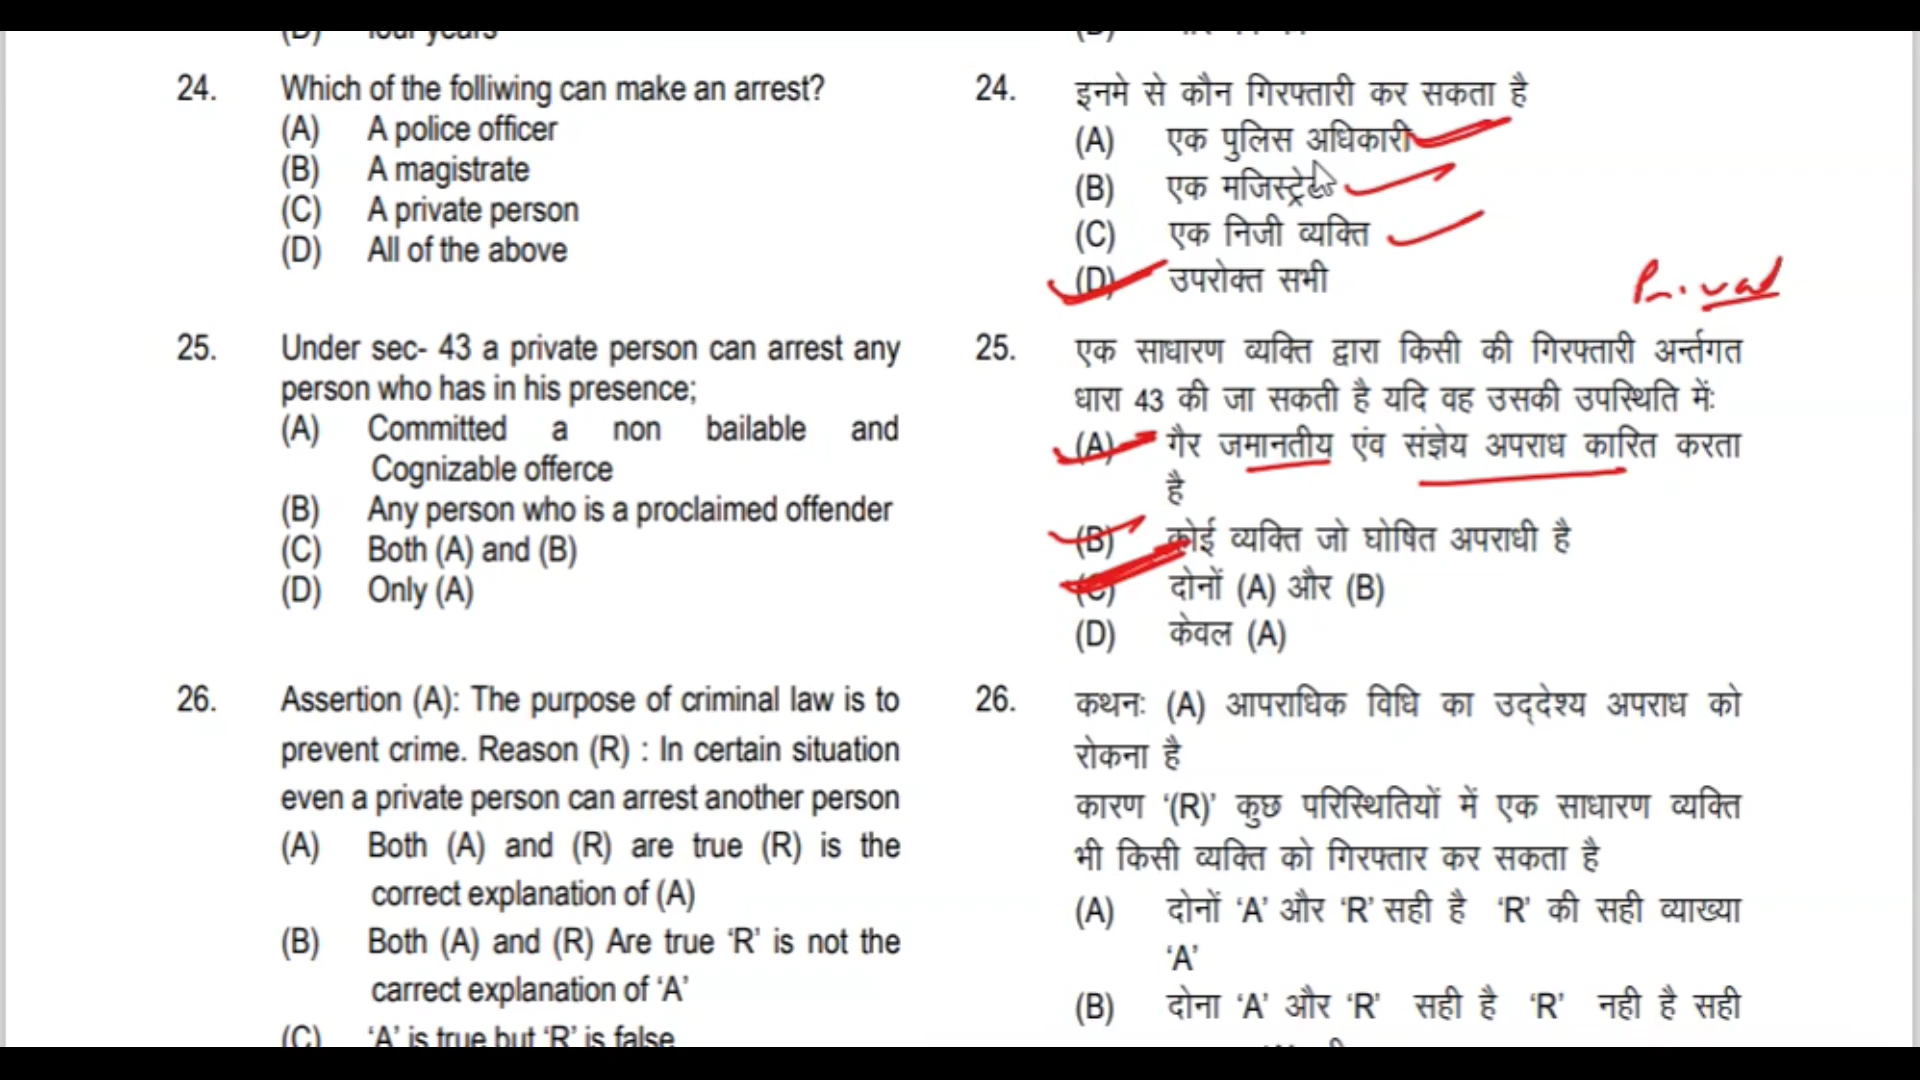 24. Which of the folliwing can make an arrest?
(A) A police officer
(B) A magistrate
(C) A private person
(D) All of the above
25. Under sec- 43 a private person can arrest any
person who has in his presence;
(A) Committed a non bailable and
Cognizable offerce
(B) Any person who is a proclaimed offender
(C) Both (A) and (B)
(D) Only (A)
26. Assertion (A): The purpose of criminal law is to
prevent crime. Reason (R) : In certain situation
even a private person can arrest another person
(A) Both (A) and (R) are true (R) is the
correct explanation of (A)
(B) Both (A) and (R) Are true ‘R’ is not the
carrect explanation of ‘A’
(C) ‘A’ is true but ‘R’ is false
24. इनमे से कौन गिरफ्तारी कर सकता है
(A) एक पुलिस अधिकारी
(B) एक मजिस्ट्रेट
(C) एक निजी व्यक्ति
(D) उपरोक्त सभी
25. एक साधारण व्यक्ति द्वारा किसी की गिरफ्तारी अर्न्तगत
धारा 43 की जा सकती है यदि वह उसकी उपस्थिति में:
(A) गैर जमानतीय एंव संज्ञेय अपराध कारित करता
है
(B) कोई व्यक्ति जो घोषित अपराधी है
(C) दोनों (A) और (B)
(D) केवल (A)
26. कथन: (A) आपराधिक विधि का उद्देश्य अपराध को
रोकना है
कारण ‘(R)’ कुछ परिस्थितियों में एक साधारण व्यक्ति
भी किसी व्यक्ति को गिरफ्तार कर सकता है
(A) दोनों ‘A’ और ‘R’ सही है ‘R’ की सही व्याख्या
‘A’
(B) दोना ‘A’ और ‘R’ सही है ‘R’ नही है सही